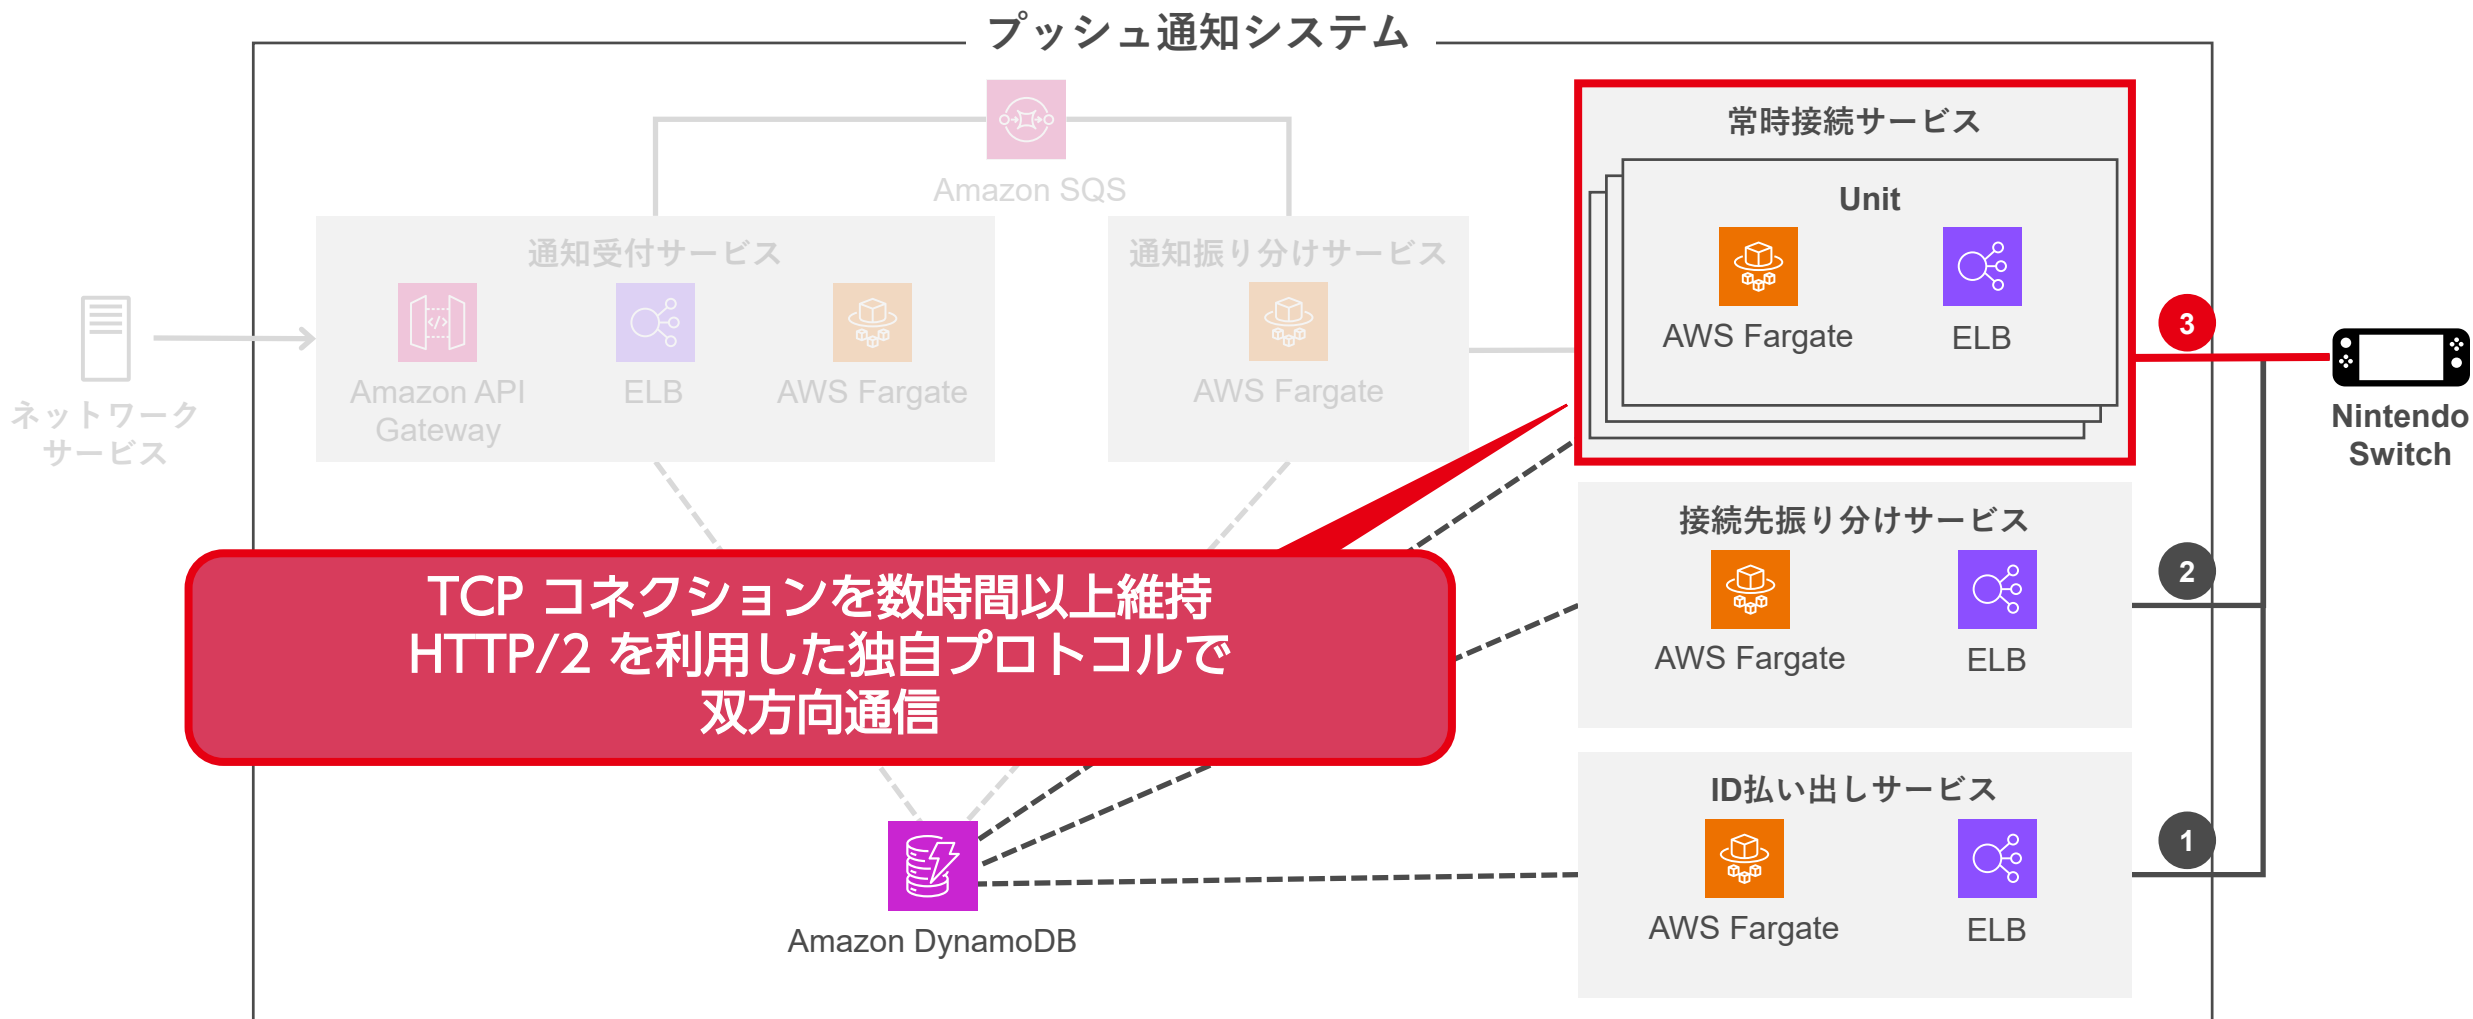 プッシュ通知システム
Amazon SQS
通知受付サービス
Amazon API
Gateway
ELB
AWS Fargate
通知振り分けサービス
AWS Fargate
ネットワーク
サービス
常時接続サービス
Unit
AWS Fargate
ELB
3
Nintendo
Switch
接続先振り分けサービス
AWS Fargate
ELB
2
TCP コネクションを数時間以上維持
HTTP/2 を利用した独自プロトコルで
双方向通信
ID払い出しサービス
AWS Fargate
ELB
1
Amazon DynamoDB